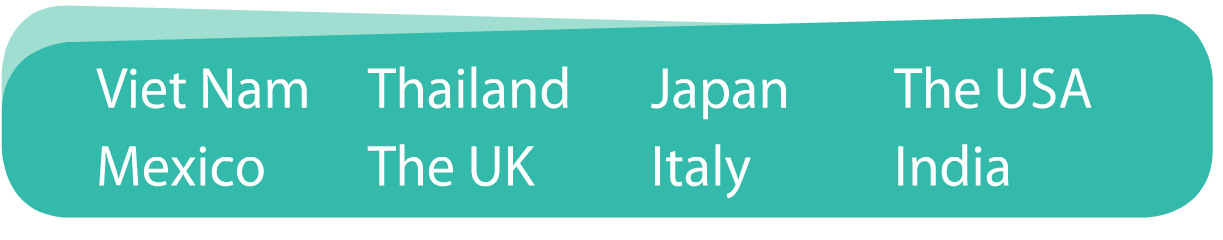 Viet Nam Thailand Japan The USA
Mexico The UK Italy India